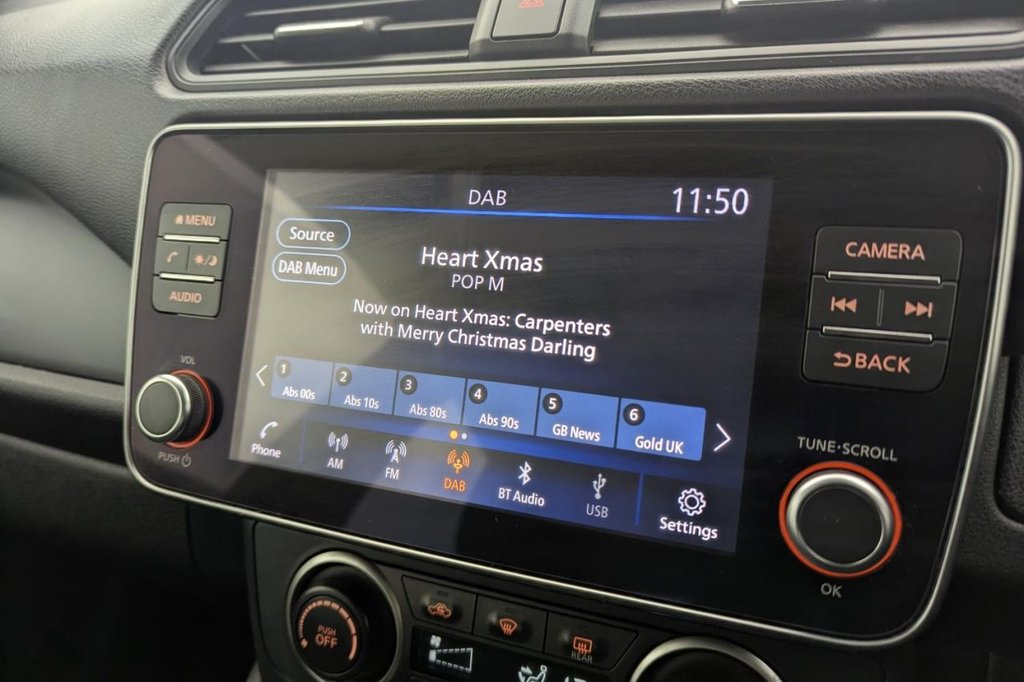 DAB
11:50
Source
DAB Menu
Heart Xmas
POP M
Now on Heart Xmas: Carpenters
with Merry Christmas Darling
1 Abs 00s
2 Abs 10s
3 Abs 80s
4 Abs 90s
5 GB News
6 Gold UK
Phone
AM
FM
DAB
BT Audio
USB
Settings
MENU
AUDIO
VOL
PUSH
CAMERA
BACK
TUNE·SCROLL
OK
PUSH
OFF
REAR